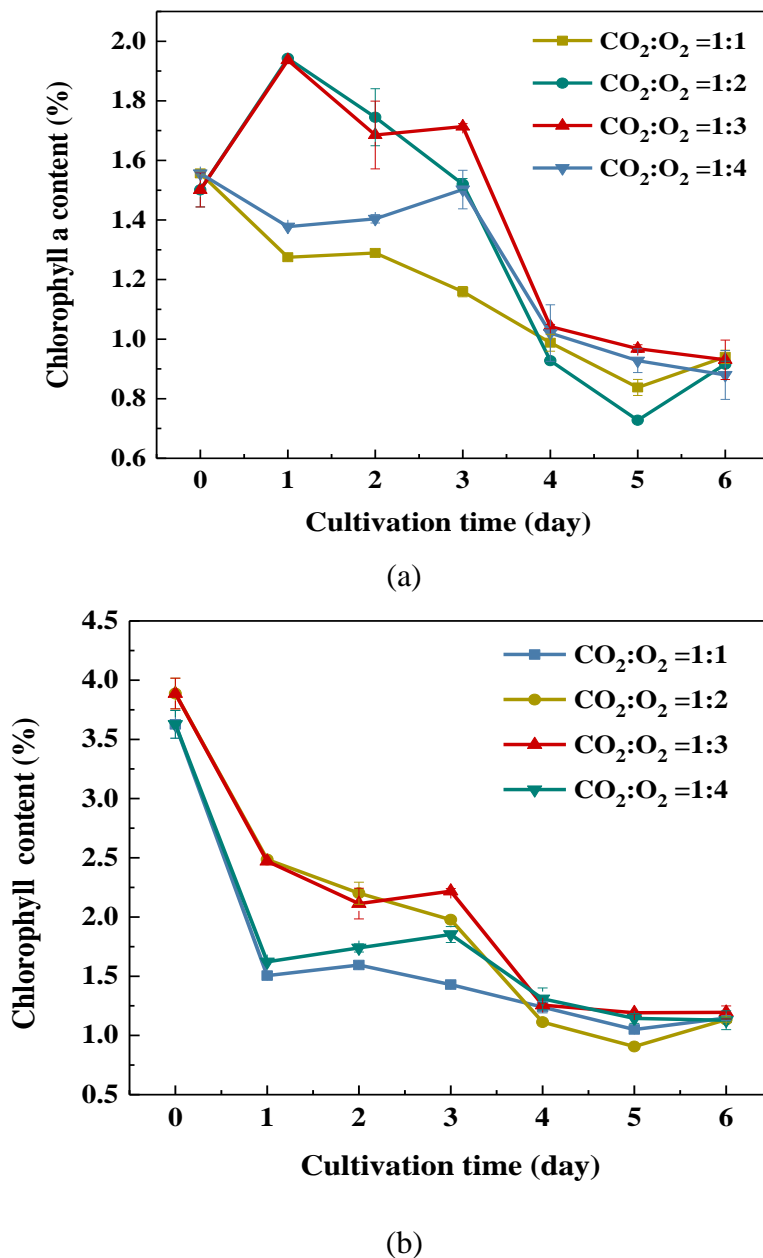 CO₂:O₂ =1:1
CO₂:O₂ =1:2
CO₂:O₂ =1:3
CO₂:O₂ =1:4
2.0
1.8
1.6
1.4
1.2
1.0
0.8
0.6
Chlorophyll a content (%)
0 1 2 3 4 5 6
Cultivation time (day)
(a)
CO₂:O₂ =1:1
CO₂:O₂ =1:2
CO₂:O₂ =1:3
CO₂:O₂ =1:4
4.5
4.0
3.5
3.0
2.5
2.0
1.5
1.0
0.5
Chlorophyll content (%)
0 1 2 3 4 5 6
Cultivation time (day)
(b)